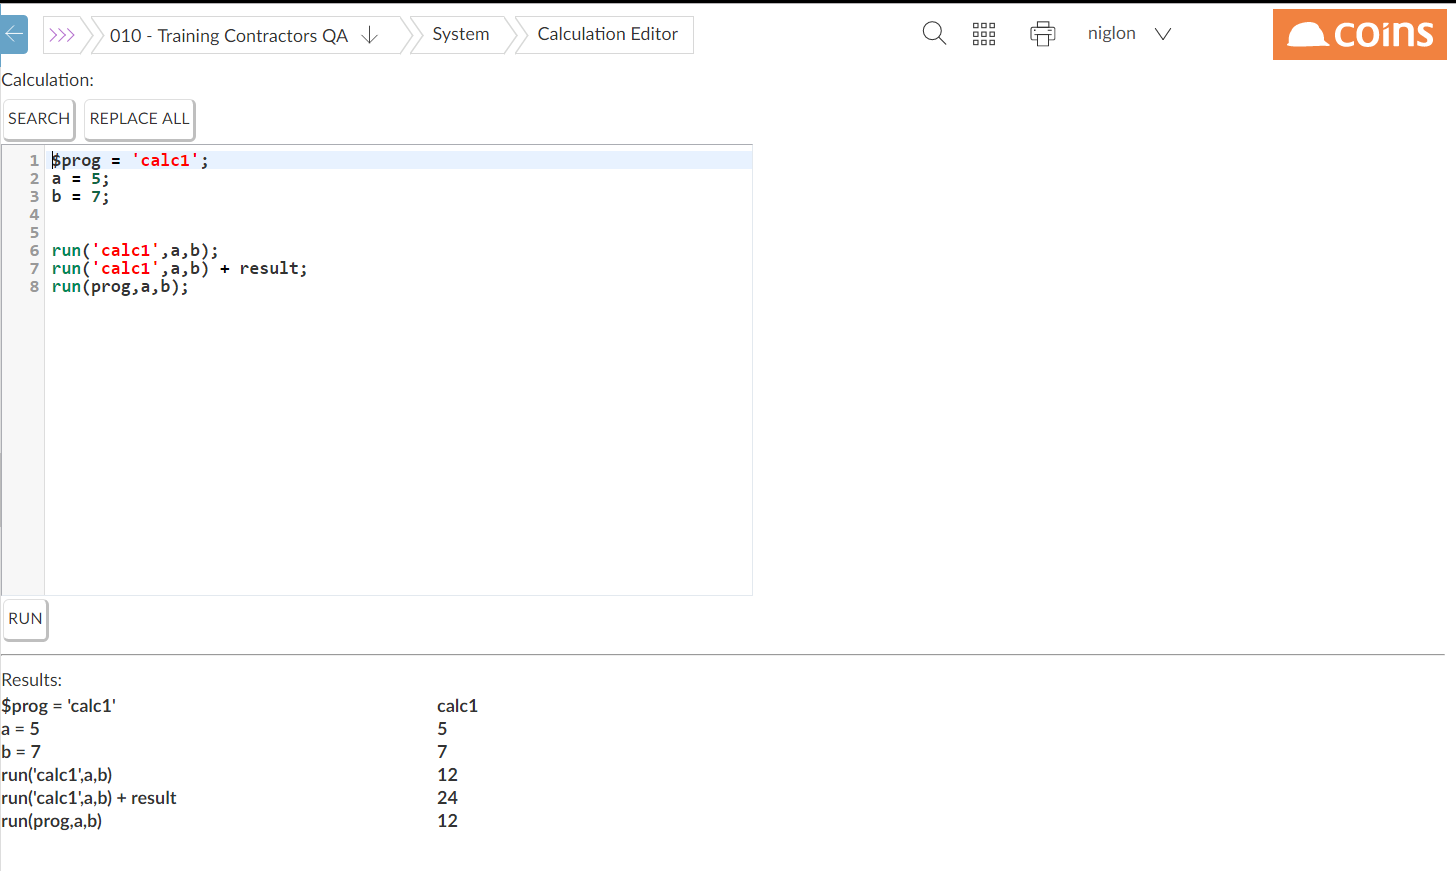 010 - Training Contractors QA System Calculation Editor niglon coins
Calculation:
SEARCH REPLACE ALL
1 $prog = 'calc1';
2 a = 5;
3 b = 7;
4
5
6 run('calc1',a,b);
7 run('calc1',a,b) + result;
8 run(prog,a,b);
RUN
Results:
$prog = 'calc1' calc1
a = 5 5
b = 7 7
run('calc1',a,b) 12
run('calc1',a,b) + result 24
run(prog,a,b) 12